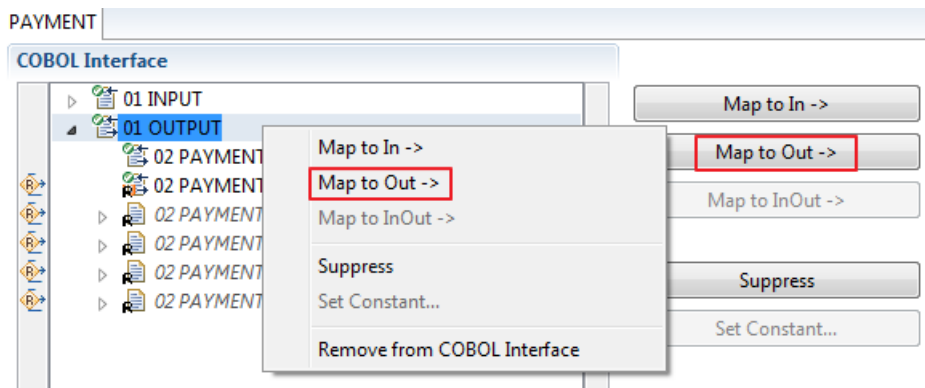 PAYMENT
COBOL Interface
01 INPUT
01 OUTPUT
02 PAYMENT
02 PAYMENT
02 PAYMENT
02 PAYMENT
02 PAYMENT
02 PAYMENT
Map to In ->
Map to Out ->
Map to InOut ->
Suppress
Set Constant...
Remove from COBOL Interface
Map to In ->
Map to Out ->
Map to InOut ->
Suppress
Set Constant...